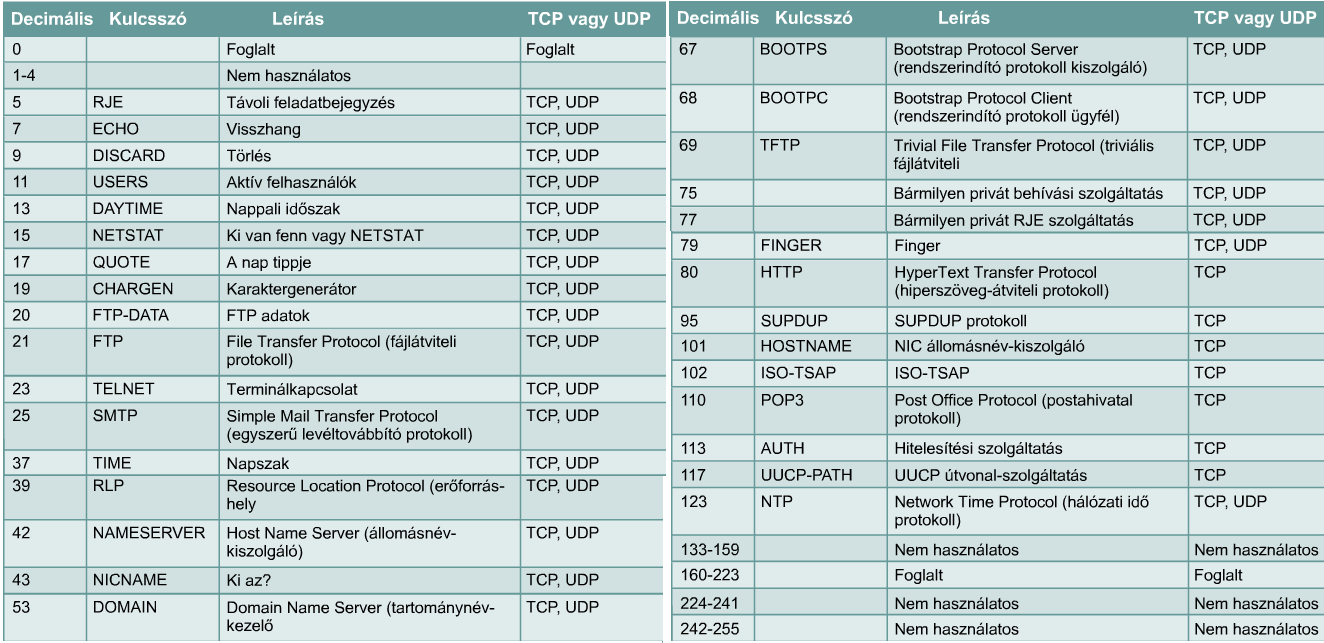 Decimális Kulcsszó Leírás TCP vagy UDP
0 Foglalt Foglalt
1-4 Nem használatos
5 RJE Távoli feladatbejegyzés TCP, UDP
7 ECHO Visszhang TCP, UDP
9 DISCARD Törlés TCP, UDP
11 USERS Aktív felhasználók TCP, UDP
13 DAYTIME Nappali időszak TCP, UDP
15 NETSTAT Ki van fenn vagy NETSTAT TCP, UDP
17 QUOTE A nap tippje TCP, UDP
19 CHARGEN Karaktergenerátor TCP, UDP
20 FTP-DATA FTP adatok TCP, UDP
21 FTP File Transfer Protocol (fájlátviteli TCP, UDP
protokoll)
23 TELNET Terminálkapcsolat TCP, UDP
25 SMTP Simple Mail Transfer Protocol TCP, UDP
(egyszerű levéltovábbító protokoll)
37 TIME Napszak TCP, UDP
39 RLP Resource Location Protocol (erőforrás- TCP, UDP
hely
42 NAMESERVER Host Name Server (állomásnév- TCP, UDP
kiszolgáló)
43 NICNAME Ki az? TCP, UDP
53 DOMAIN Domain Name Server (tartománynév- TCP, UDP
kezelő
Decimális Kulcsszó Leírás TCP vagy UDP
67 BOOTPS Bootstrap Protocol Server TCP, UDP
(rendszerindító protokoll kiszolgáló)
68 BOOTPC Bootstrap Protocol Client TCP, UDP
(rendszerindító protokoll ügyfél)
69 TFTP Trivial File Transfer Protocol (triviális TCP, UDP
fájlátviteli
75 Bármilyen privát behívási szolgáltatás TCP, UDP
77 Bármilyen privát RJE szolgáltatás TCP, UDP
79 FINGER Finger TCP, UDP
80 HTTP HyperText Transfer Protocol TCP
(hiperszöveg-átviteli protokoll)
95 SUPDUP SUPDUP protokoll TCP
101 HOSTNAME NIC állomásnév-kiszolgáló TCP
102 ISO-TSAP ISO-TSAP TCP
110 POP3 Post Office Protocol (postahivatal TCP
protokoll)
113 AUTH Hitelesítési szolgáltatás TCP
117 UUCP-PATH UUCP útvonal-szolgáltatás TCP
123 NTP Network Time Protocol (hálózati idő TCP, UDP
protokoll)
133-159 Nem használatos Nem használatos
160-223 Foglalt Foglalt
224-241 Nem használatos Nem használatos
242-255 Nem használatos Nem használatos